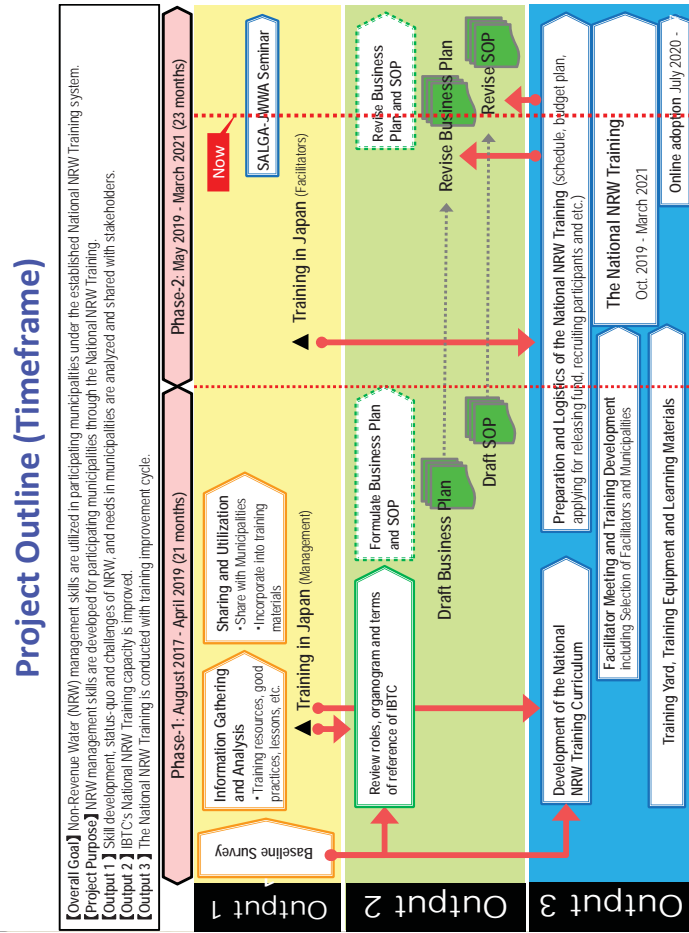 Project Outline (Timeframe)
【Overall Goal】 Non-Revenue Water (NRW) management skills are utilized in participating municipalities under the established National NRW Training system.
【Project Purpose】 NRW management skills are developed for participating municipalities through the National NRW Training.
【Output 1 】 Skill development, status-quo and challenges of NRW, and needs in municipalities are analyzed and shared with stakeholders.
【Output 2 】 IBTC's National NRW Training capacity is improved.
【Output 3 】 The National NRW Training is conducted with training improvement cycle.
Phase-1: August 2017 - April 2019 (21 months)
Phase-2: May 2019 - March 2021 (23 months)
Output 1
Baseline Survey
Information Gathering
and Analysis
• Training resources, good
practices, lessons, etc.
Sharing and Utilization
• Share with Municipalities
• Incorporate into training
materials
Now
SALGA-JWWA Seminar
▲ Training in Japan (Management)
▲ Training in Japan (Facilitators)
Output 2
Review roles, organogram and terms
of reference of IBTC
Formulate Business Plan
and SOP
Revise Business
Plan and SOP
Draft Business Plan
Revise Business Plan
Draft SOP
Revise SOP
Output 3
Development of the National
NRW Training Curriculum
Preparation and Logistics of the National NRW Training (schedule, budget plan,
applying for releasing fund, recruiting participants and etc.)
Facilitator Meeting and Training Development
including Selection of Facilitators and Municipalities
The National NRW Training
Oct. 2019 - March 2021
Training Yard, Training Equipment and Learning Materials
Online adoption July 2020 -